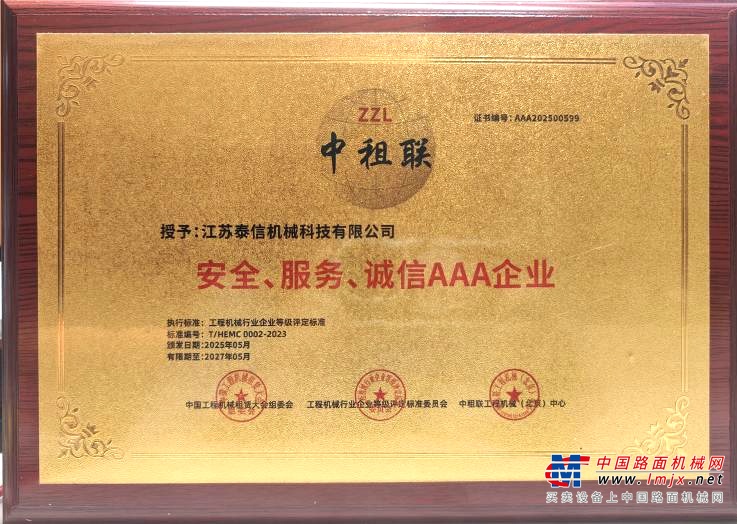 ZZL
中租联
证书编号：AAA202500599
授予：江苏泰信机械科技有限公司
安全、服务、诚信AAA企业
执行标准：工程机械行业企业等级评定标准
标准编号：T/HEMC 0002-2023
颁发日期：2025年05月
有限期至：2027年05月
中国工程机械租赁大会组委会 工程机械行业企业等级评定标准委员会 中租联工程机械（北京）中心
中国路面机械网
www.lmjx.net
买卖设备上中国路面机械网